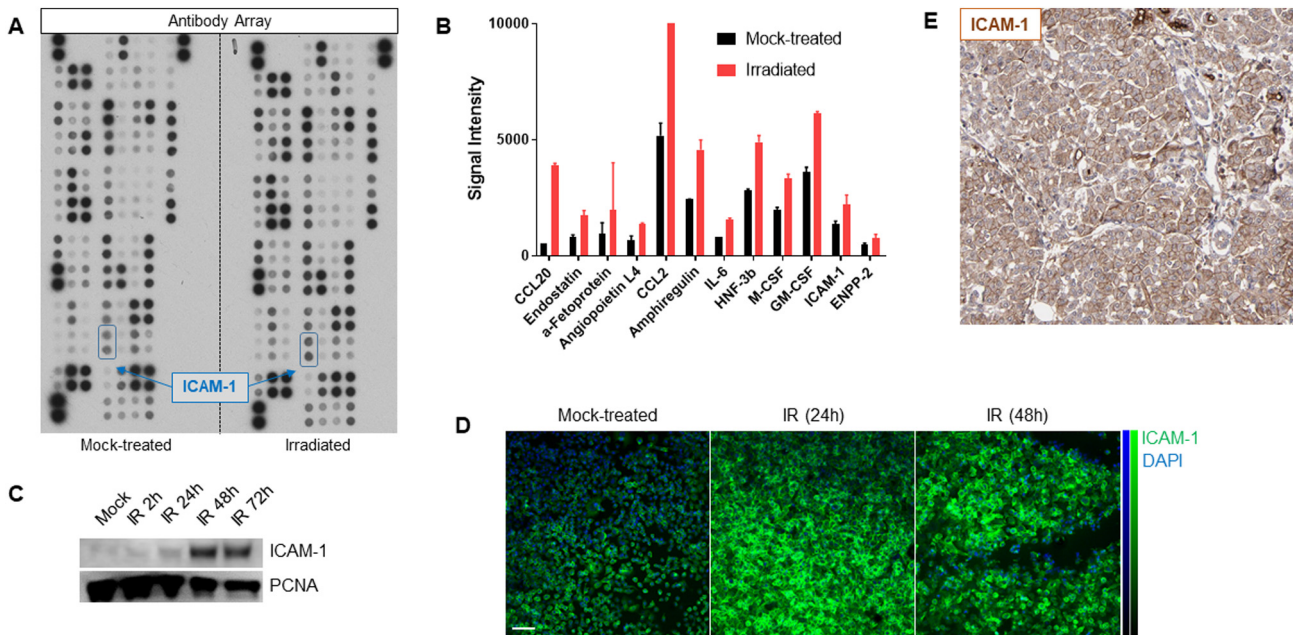 A
Antibody Array
ICAM-1
Mock-treated
Irradiated
B
10000
5000
0
Signal Intensity
Mock-treated
Irradiated
CCL20
Endostatin
a-Fetoprotein
Angiopoietin L4
CCL2
Amphiregulin
IL-6
HNF-3b
M-CSF
GM-CSF
ICAM-1
ENPP-2
E
ICAM-1
C
Mock
IR 2h
IR 24h
IR 48h
IR 72h
ICAM-1
PCNA
D
Mock-treated
IR (24h)
IR (48h)
ICAM-1
DAPI